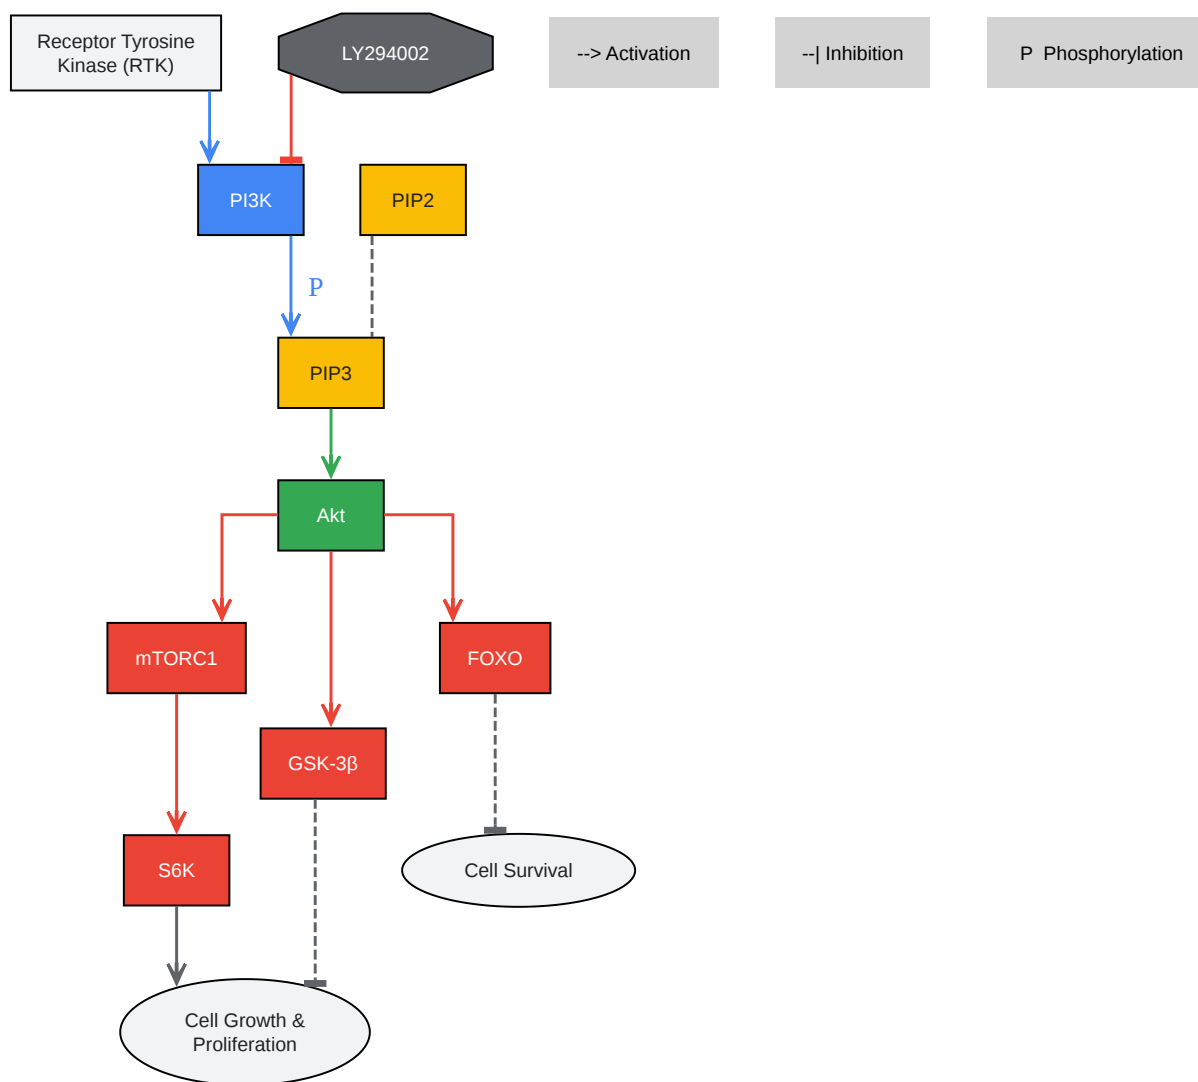 Receptor Tyrosine
Kinase (RTK)
LY294002
--> Activation
--| Inhibition
P  Phosphorylation
PI3K
PIP2
P
PIP3
Akt
mTORC1
FOXO
GSK-3β
S6K
Cell Survival
Cell Growth &
Proliferation